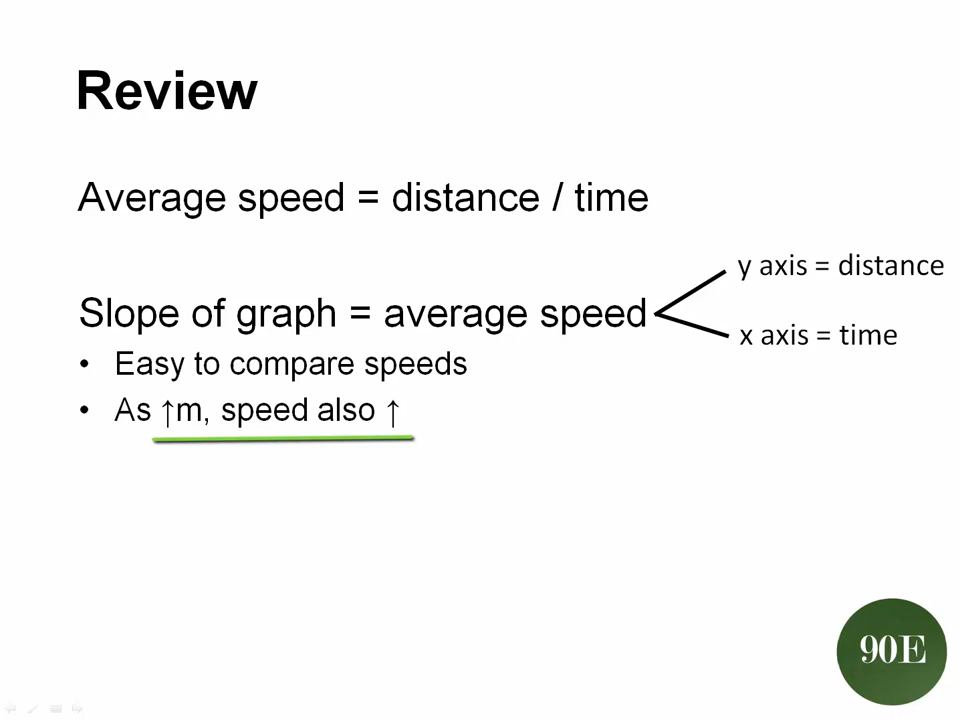 Review
Average speed = distance / time
y axis = distance
Slope of graph = average speed
x axis = time
• Easy to compare speeds
• As ↑m, speed also ↑
90E